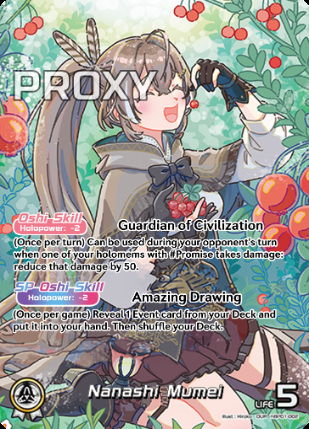 PROXY
Oshi Skill
Holopower: -2
Guardian of Civilization
(Once per turn) Can be used during your opponent's turn
when one of your holomems with #Promise takes damage:
reduce that damage by 50.
SP Oshi Skill
Holopower: -2
Amazing Drawing
(Once per game) Reveal 1 Event card from your Deck and
put it into your hand. Then shuffle your Deck.
Nanashi Mumei
LIFE 5